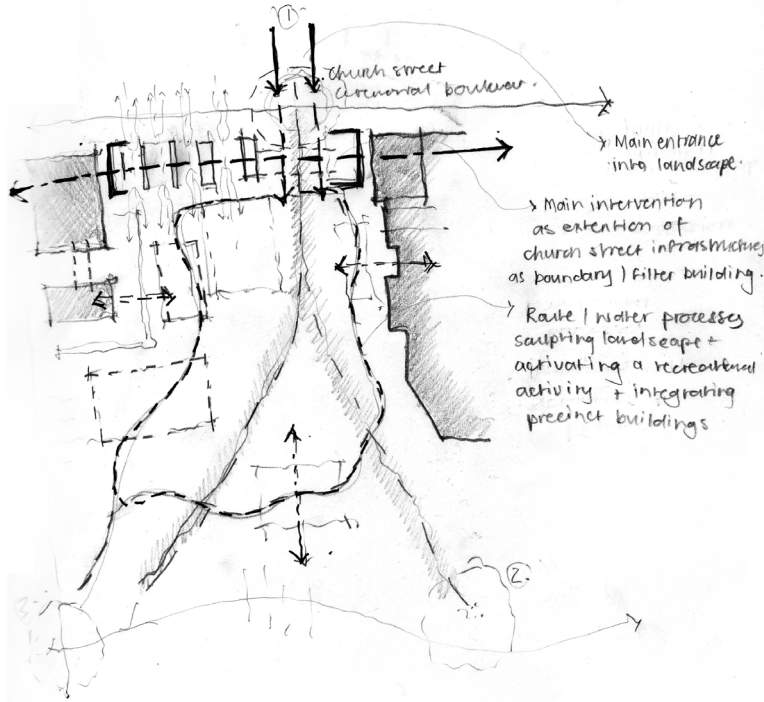 1
church street
ceremonial boulevar.
Main entrance
into landscape.
Main intervention
as extention of
church street infrastructure
as boundary / filter building.
Route / water processes
sculpting landscape +
activating a recreational
activity + integrating
precinct buildings
2.
3